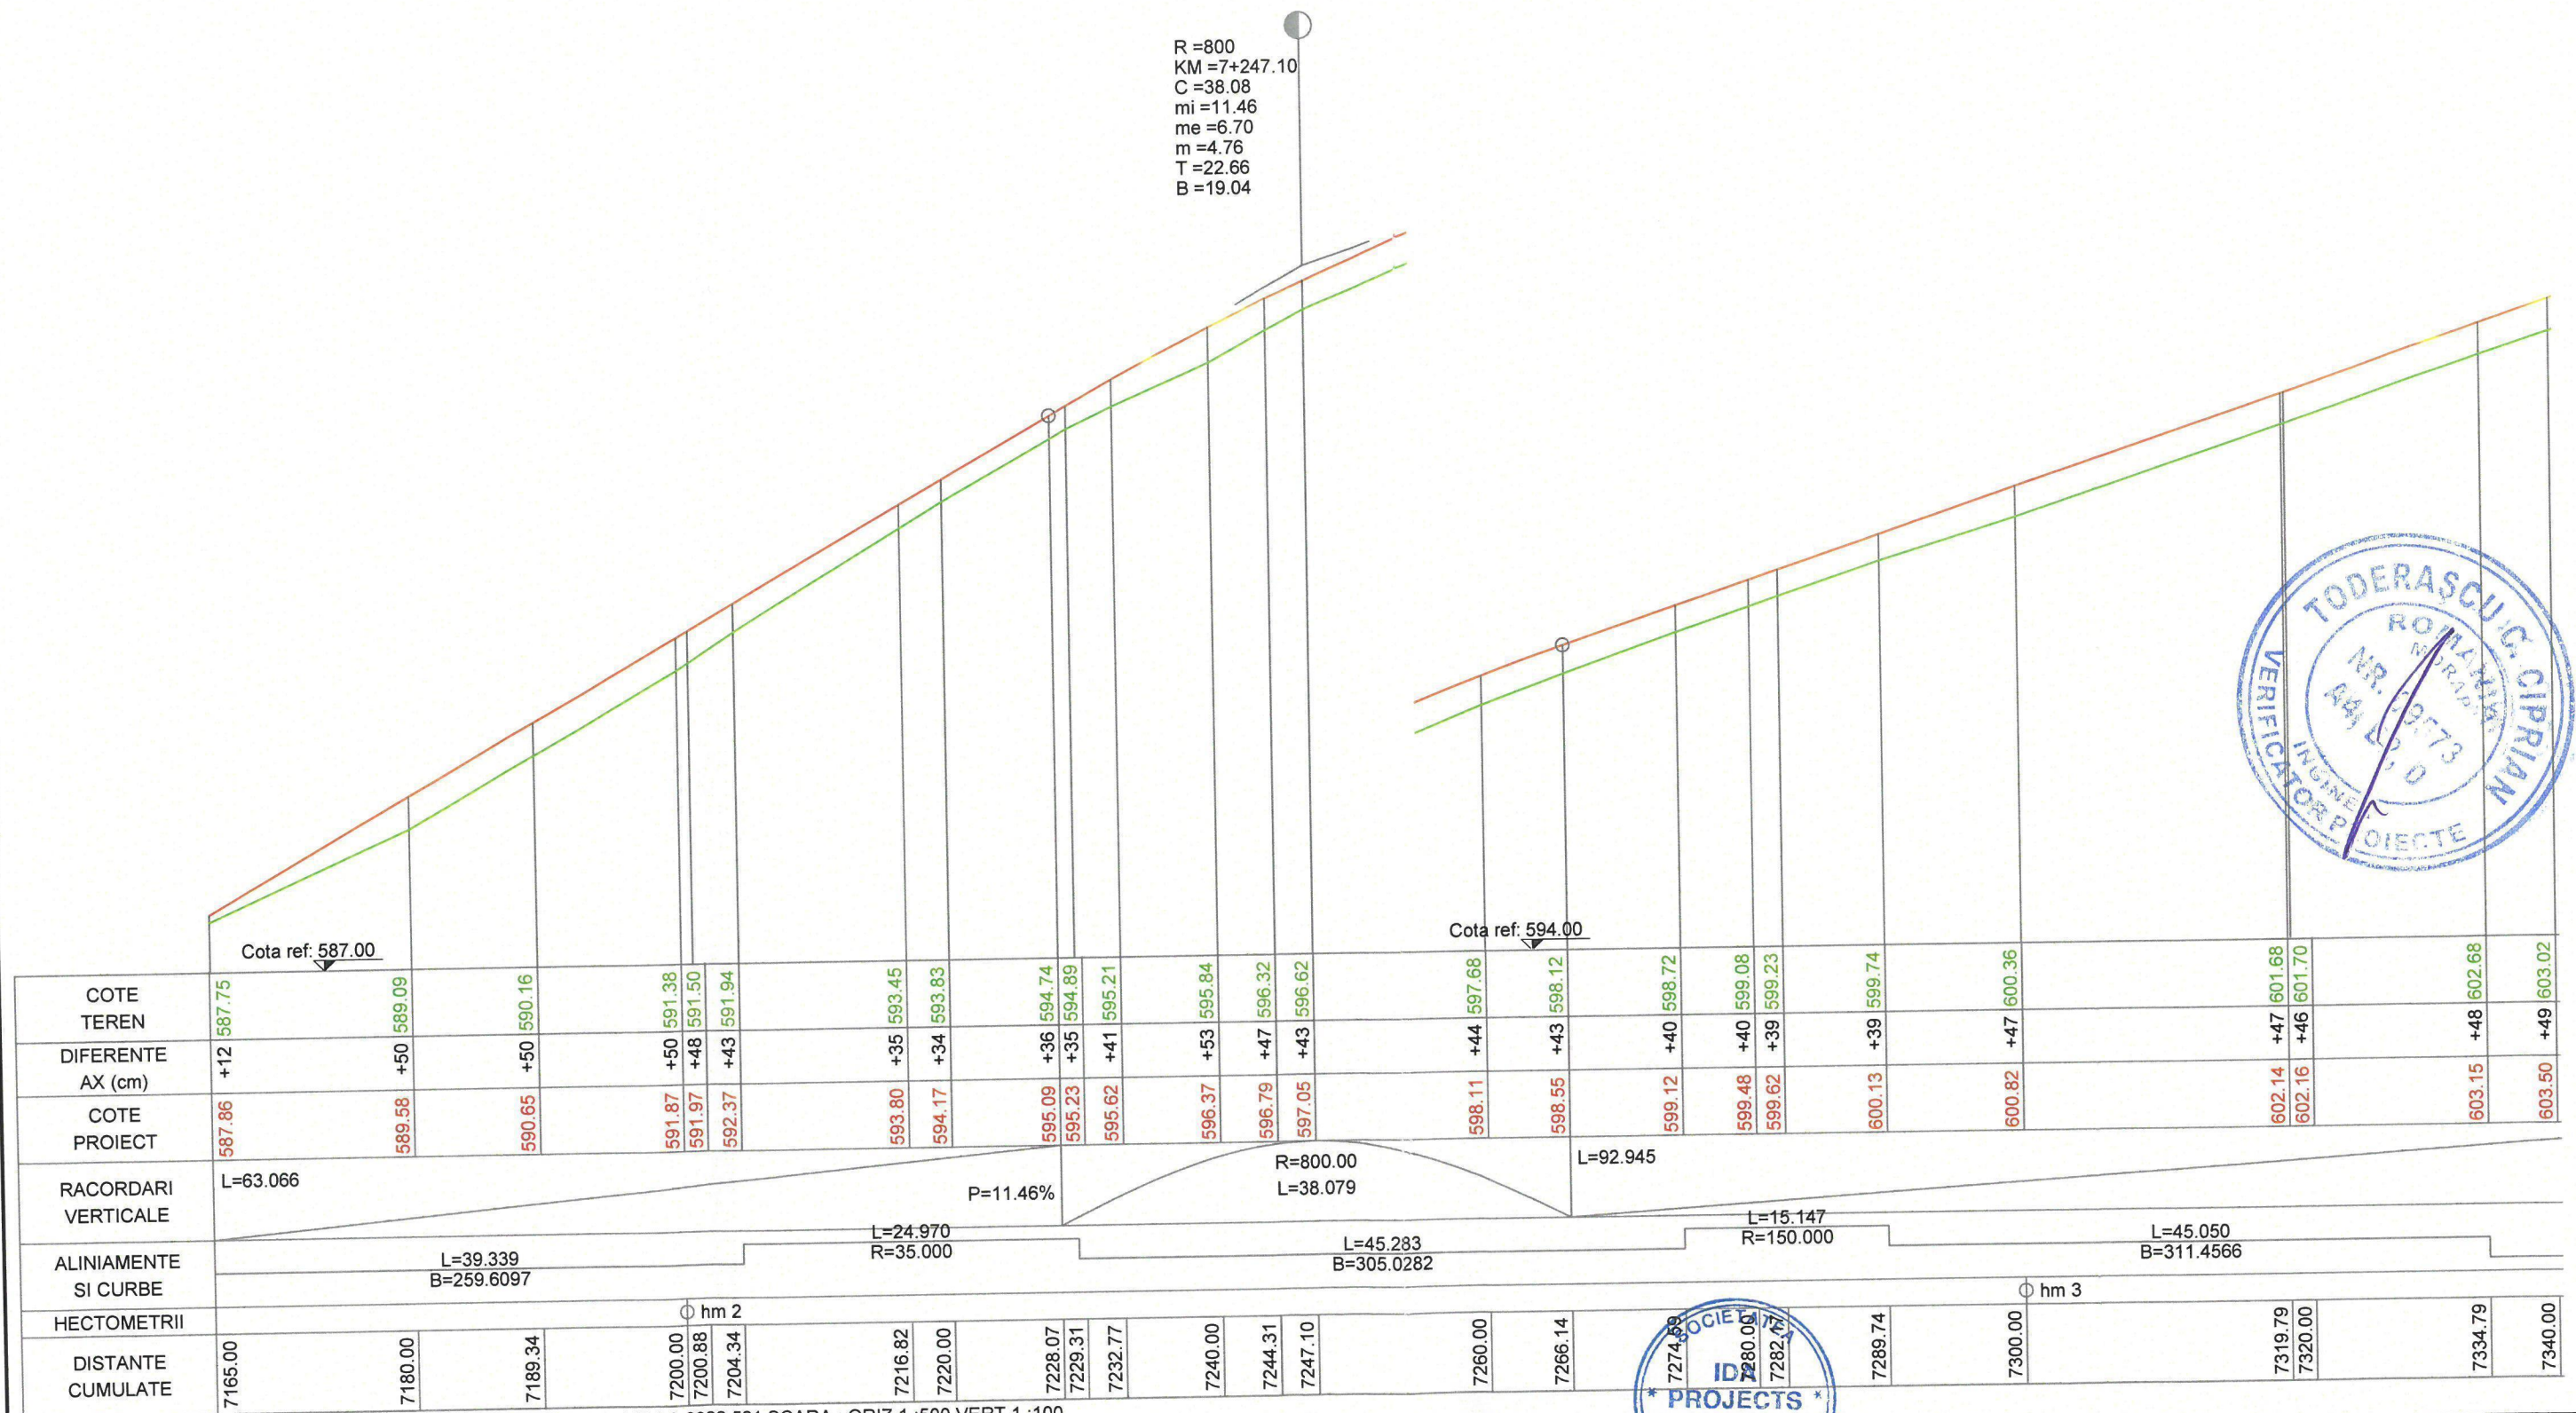 R =800
KM =7+247.10
C =38.08
mi =11.46
me =6.70
m =4.76
T =22.66
B =19.04
TODERAȘCU C. CIPRIAN
ROMANIA
VERIFICATOR PROIECTE
Cota ref: 587.00
Cota ref: 594.00
COTE TEREN
587.75 589.09 590.16 591.38 591.50 591.94 593.45 593.83 594.74 594.89 595.21 595.84 596.32 596.62 597.68 598.12 598.72 599.08 599.23 599.74 600.36 601.68 601.70 602.68 603.02
DIFERENTE AX (cm)
+12 +50 +50 +50 +48 +43 +35 +34 +36 +35 +41 +53 +47 +43 +44 +43 +40 +40 +39 +39 +47 +47 +46 +48 +49
COTE PROIECT
587.86 589.58 590.65 591.87 591.97 592.37 593.80 594.17 595.09 595.23 595.62 596.37 596.79 597.05 598.11 598.55 599.12 599.48 599.62 600.13 600.82 602.14 602.16 603.15 603.50
RACORDARI VERTICALE
L=63.066
P=11.46%
R=800.00
L=38.079
L=92.945
ALINIAMENTE SI CURBE
L=39.339
B=259.6097
L=24.970
R=35.000
L=45.283
B=305.0282
L=15.147
R=150.000
L=45.050
B=311.4566
HECTOMETRII
hm 2
hm 3
DISTANTE CUMULATE
7165.00 7180.00 7189.34 7200.00 7200.88 7204.34 7216.82 7220.00 7228.07 7229.31 7232.77 7240.00 7244.31 7247.10 7260.00 7266.14 7274.59 7280.00 7289.74 7300.00 7319.79 7320.00 7334.79 7340.00
SOCIETATEA
IDA
* PROJECTS *